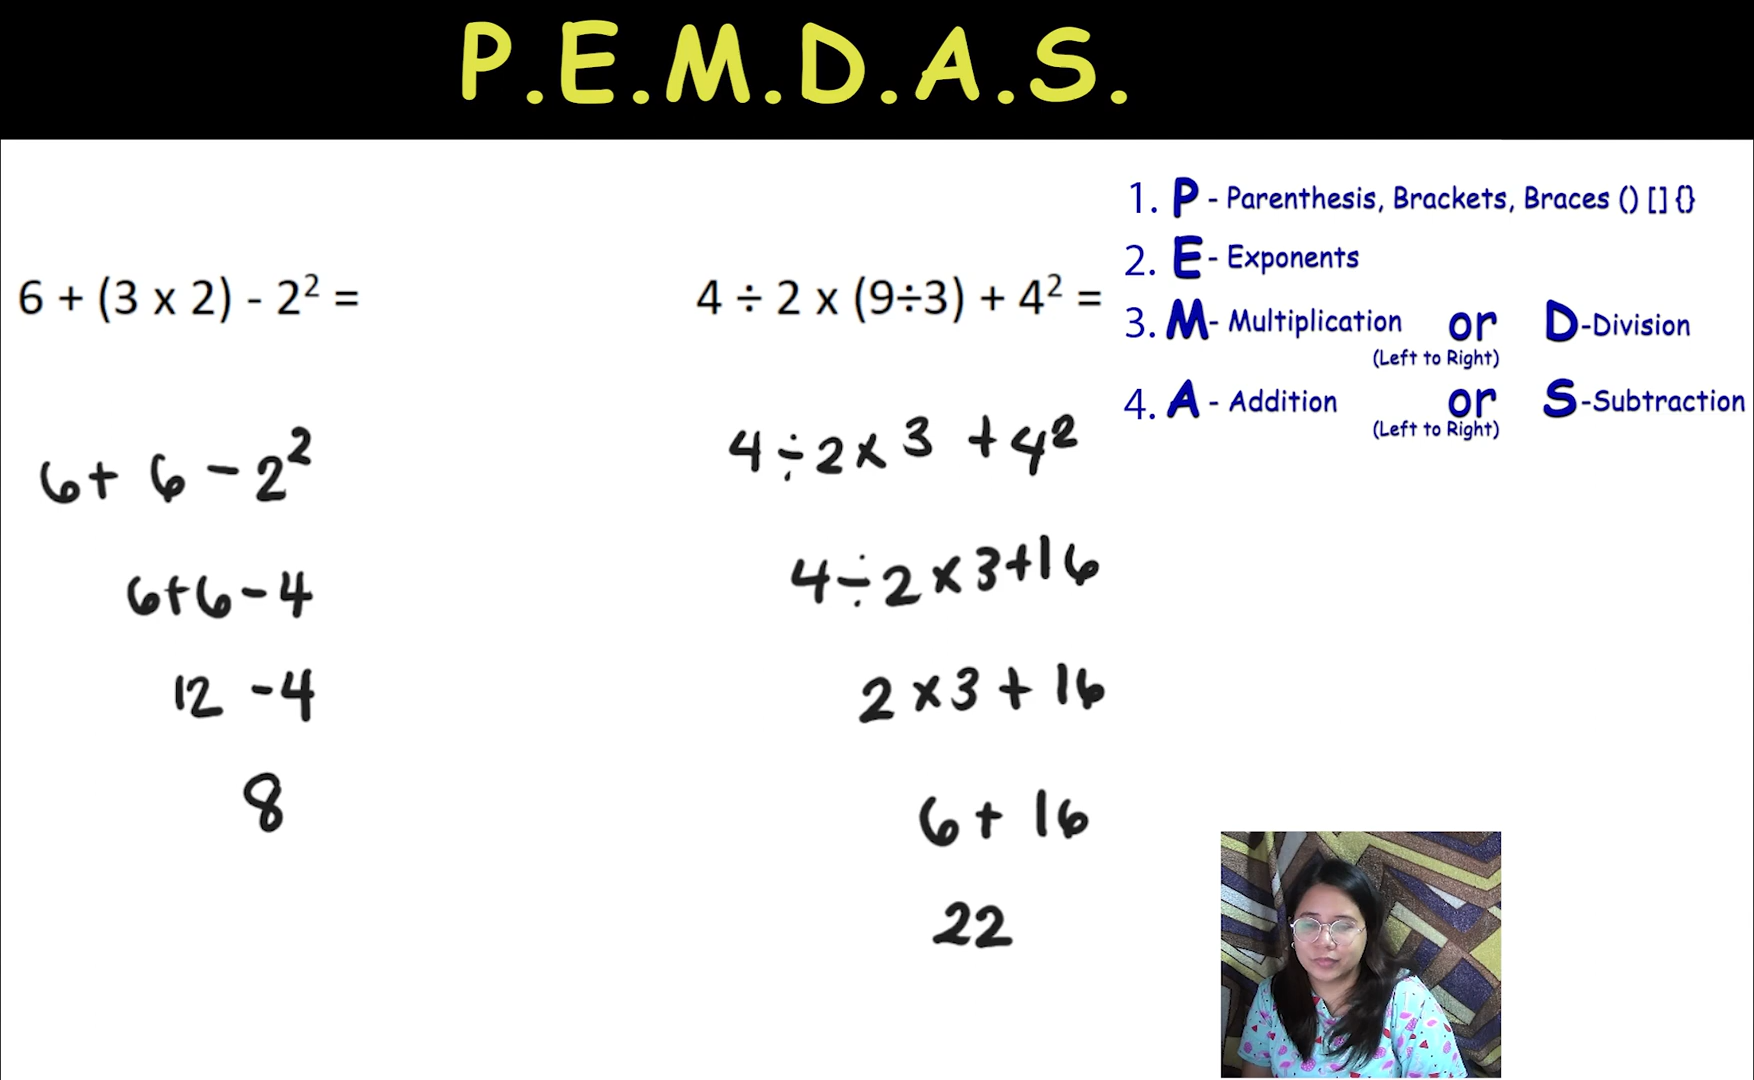 P.E.M.D.A.S.
1. P - Parenthesis, Brackets, Braces () [] {}
2. E - Exponents
3. M - Multiplication or D -Division
(Left to Right)
4. A - Addition or S -Subtraction
(Left to Right)
6 + (3 x 2) - 2² =
6 + 6 - 2²
6 + 6 - 4
12 - 4
8
4 ÷ 2 x (9÷3) + 4² =
4 ÷ 2 x 3 + 4²
4 ÷ 2 x 3 + 16
2 x 3 + 16
6 + 16
22